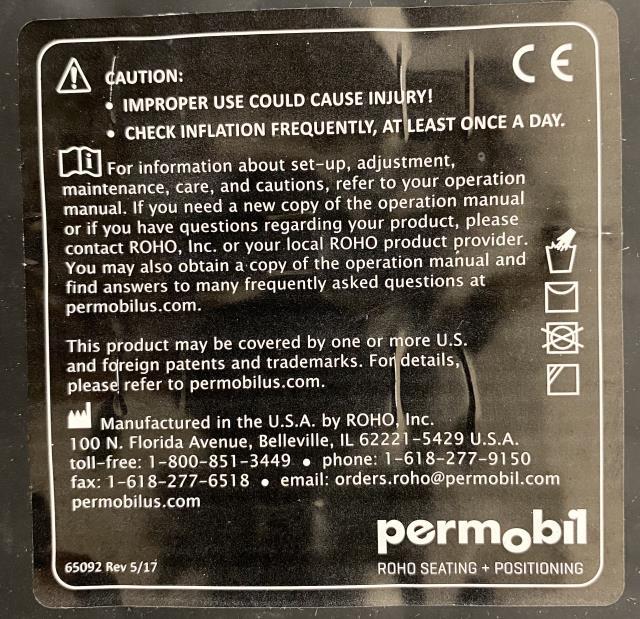 CE
CAUTION:
• IMPROPER USE COULD CAUSE INJURY!
• CHECK INFLATION FREQUENTLY, AT LEAST ONCE A DAY.
For information about set-up, adjustment,
maintenance, care, and cautions, refer to your operation
manual. If you need a new copy of the operation manual
or if you have questions regarding your product, please
contact ROHO, Inc. or your local ROHO product provider.
You may also obtain a copy of the operation manual and
find answers to many frequently asked questions at
permobilus.com.
This product may be covered by one or more U.S.
and foreign patents and trademarks. For details,
please refer to permobilus.com.
Manufactured in the U.S.A. by ROHO, Inc.
100 N. Florida Avenue, Belleville, IL 62221-5429 U.S.A.
toll-free: 1-800-851-3449 • phone: 1-618-277-9150
fax: 1-618-277-6518 • email: orders.roho@permobil.com
permobilus.com
permobil
65092 Rev 5/17
ROHO SEATING + POSITIONING